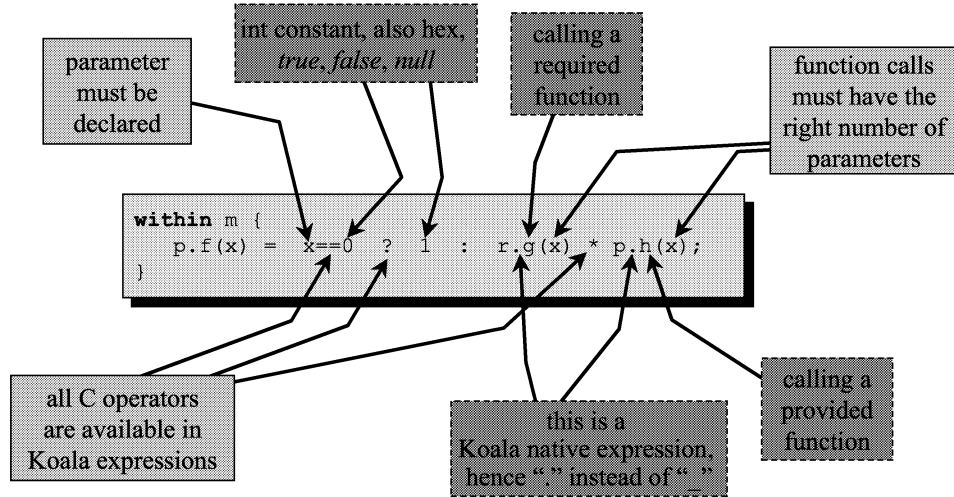 int constant, also hex,
true, false, null
calling a
required
function
parameter
must be
declared
function calls
must have the
right number of
parameters
within m {
p.f(x) = x==0 ? 1 : r.g(x) * p.h(x);
}
all C operators
are available in
Koala expressions
this is a
Koala native expression,
hence “.” instead of “_”
calling a
provided
function